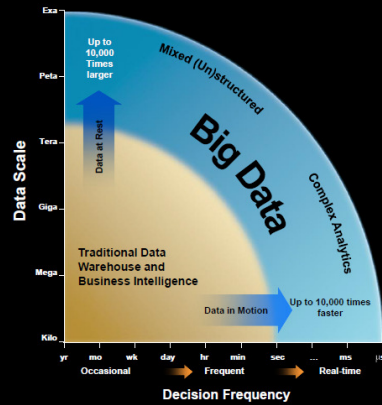 Exa
Up to
10,000
Times
larger
Mixed (Un)structured
Peta
Data at Rest
Big Data
Tera
Data Scale
Complex Analytics
Giga
Traditional Data
Warehouse and
Business Intelligence
Mega
Data in Motion
Up to 10,000 times
faster
Kilo
yr mo wk day hr min sec ... ms μs
Occasional Frequent Real-time
Decision Frequency